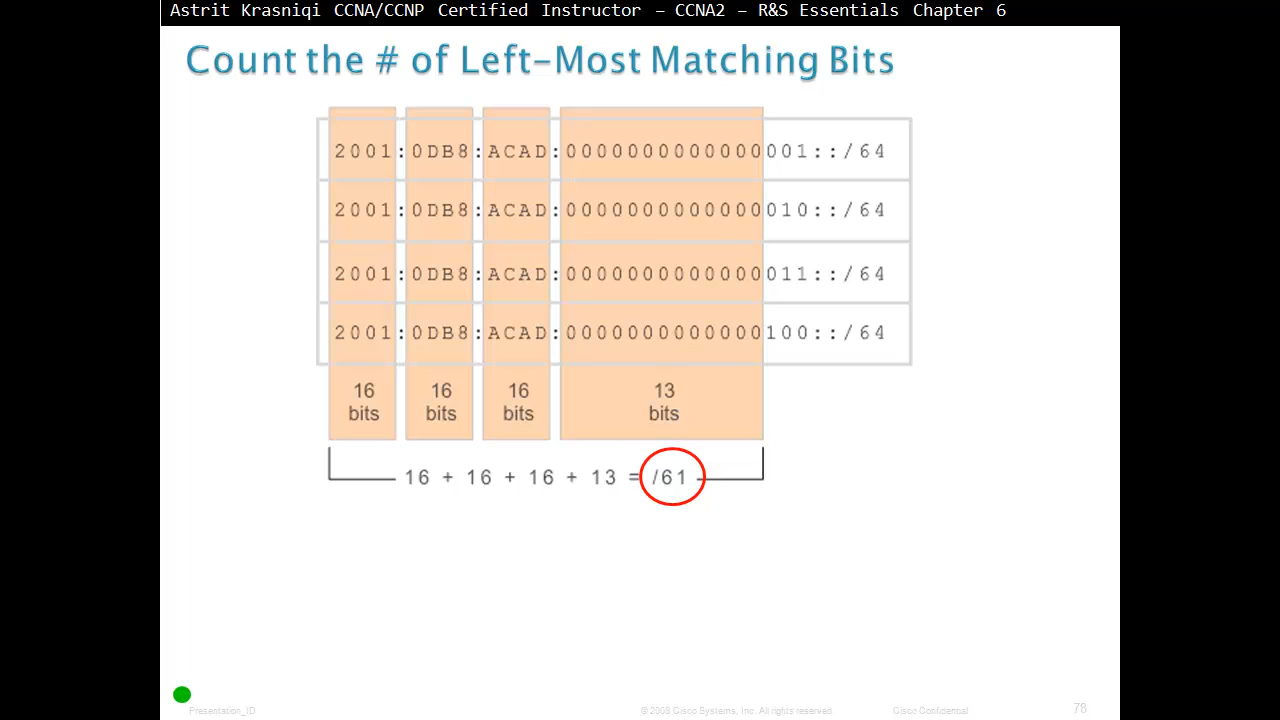 Astrit Krasniqi CCNA/CCNP Certified Instructor – CCNA2 – R&S Essentials Chapter 6
Count the # of Left-Most Matching Bits
2001:0DB8:ACAD:0000000000000001::/64
2001:0DB8:ACAD:0000000000000010::/64
2001:0DB8:ACAD:0000000000000011::/64
2001:0DB8:ACAD:0000000000000100::/64
16 bits
16 bits
16 bits
13 bits
16 + 16 + 16 + 13 = /61
Presentation_ID
© 2008 Cisco Systems, Inc. All rights reserved.
Cisco Confidential
78